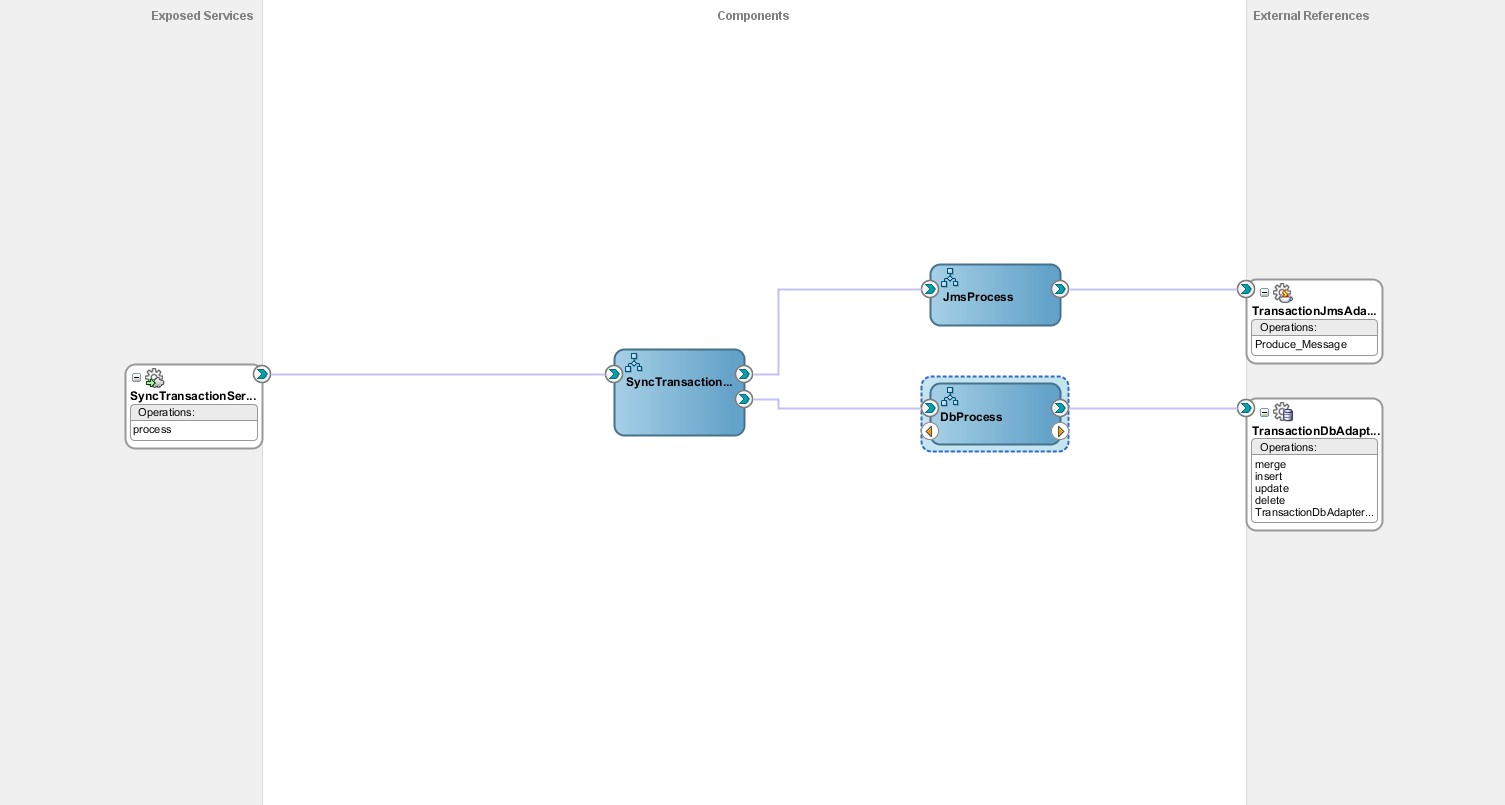 Exposed Services
Components
External References
SyncTransactionSer...
Operations:
process
SyncTransaction...
JmsProcess
DbProcess
TransactionJmsAda...
Operations:
Produce_Message
TransactionDbAdapt...
Operations:
merge
insert
update
delete
TransactionDbAdapter...